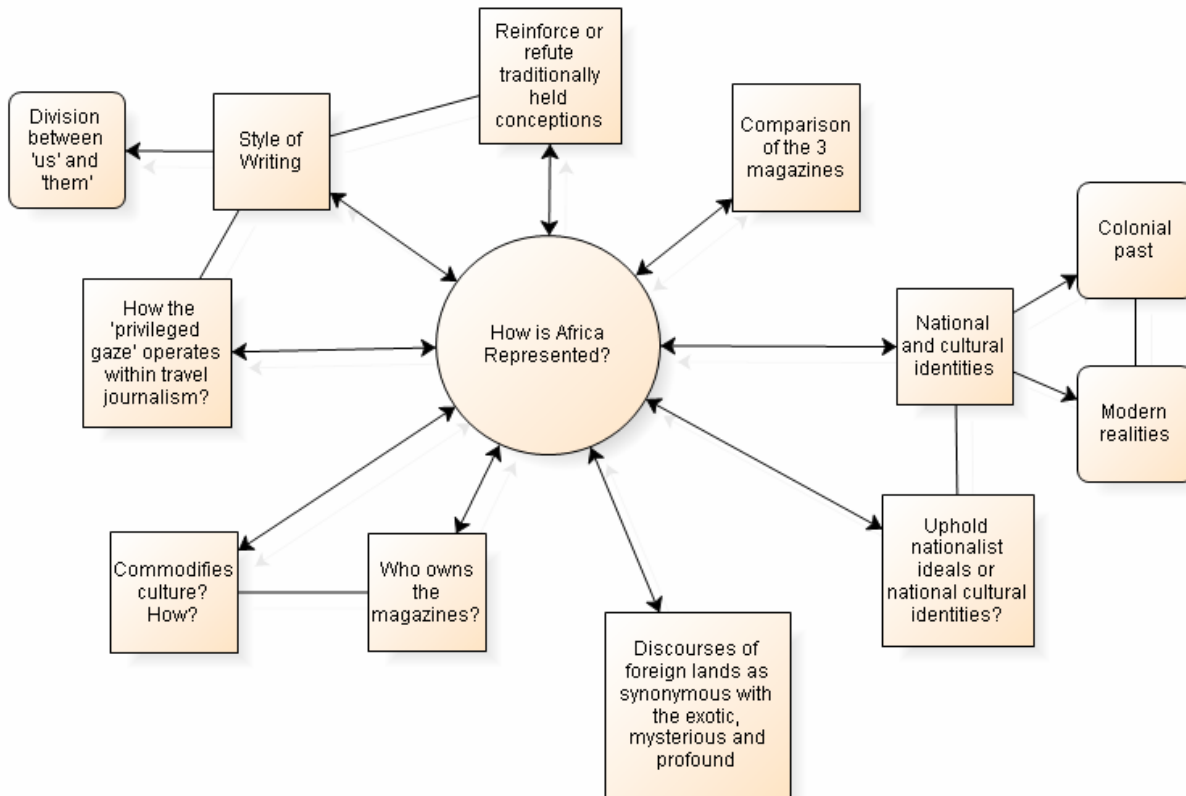 Reinforce or
refute
traditionally
held
conceptions
Division
between
'us' and
'them'
Style of
Writing
Comparison
of the 3
magazines
Colonial
past
How the
'privileged
gaze' operates
within travel
journalism?
How is Africa
Represented?
National
and cultural
identities
Modern
realities
Commodifies
culture?
How?
Who owns
the
magazines?
Uphold
nationalist
ideals or
national cultural
identities?
Discourses of
foreign lands as
synonymous with
the exotic,
mysterious and
profound